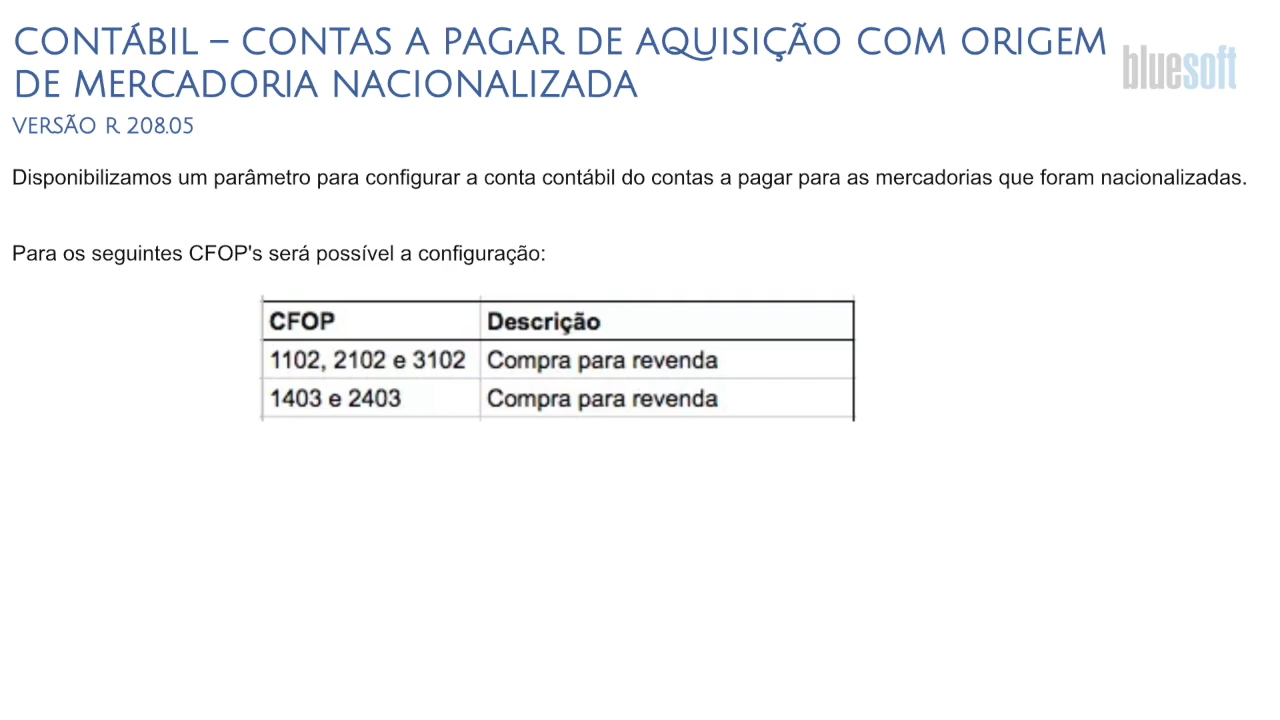 CONTÁBIL – CONTAS A PAGAR DE AQUISIÇÃO COM ORIGEM
DE MERCADORIA NACIONALIZADA
bluesoft
VERSÃO R 208.05
Disponibilizamos um parâmetro para configurar a conta contábil do contas a pagar para as mercadorias que foram nacionalizadas.
Para os seguintes CFOP's será possível a configuração:
CFOP Descrição
1102, 2102 e 3102 Compra para revenda
1403 e 2403 Compra para revenda